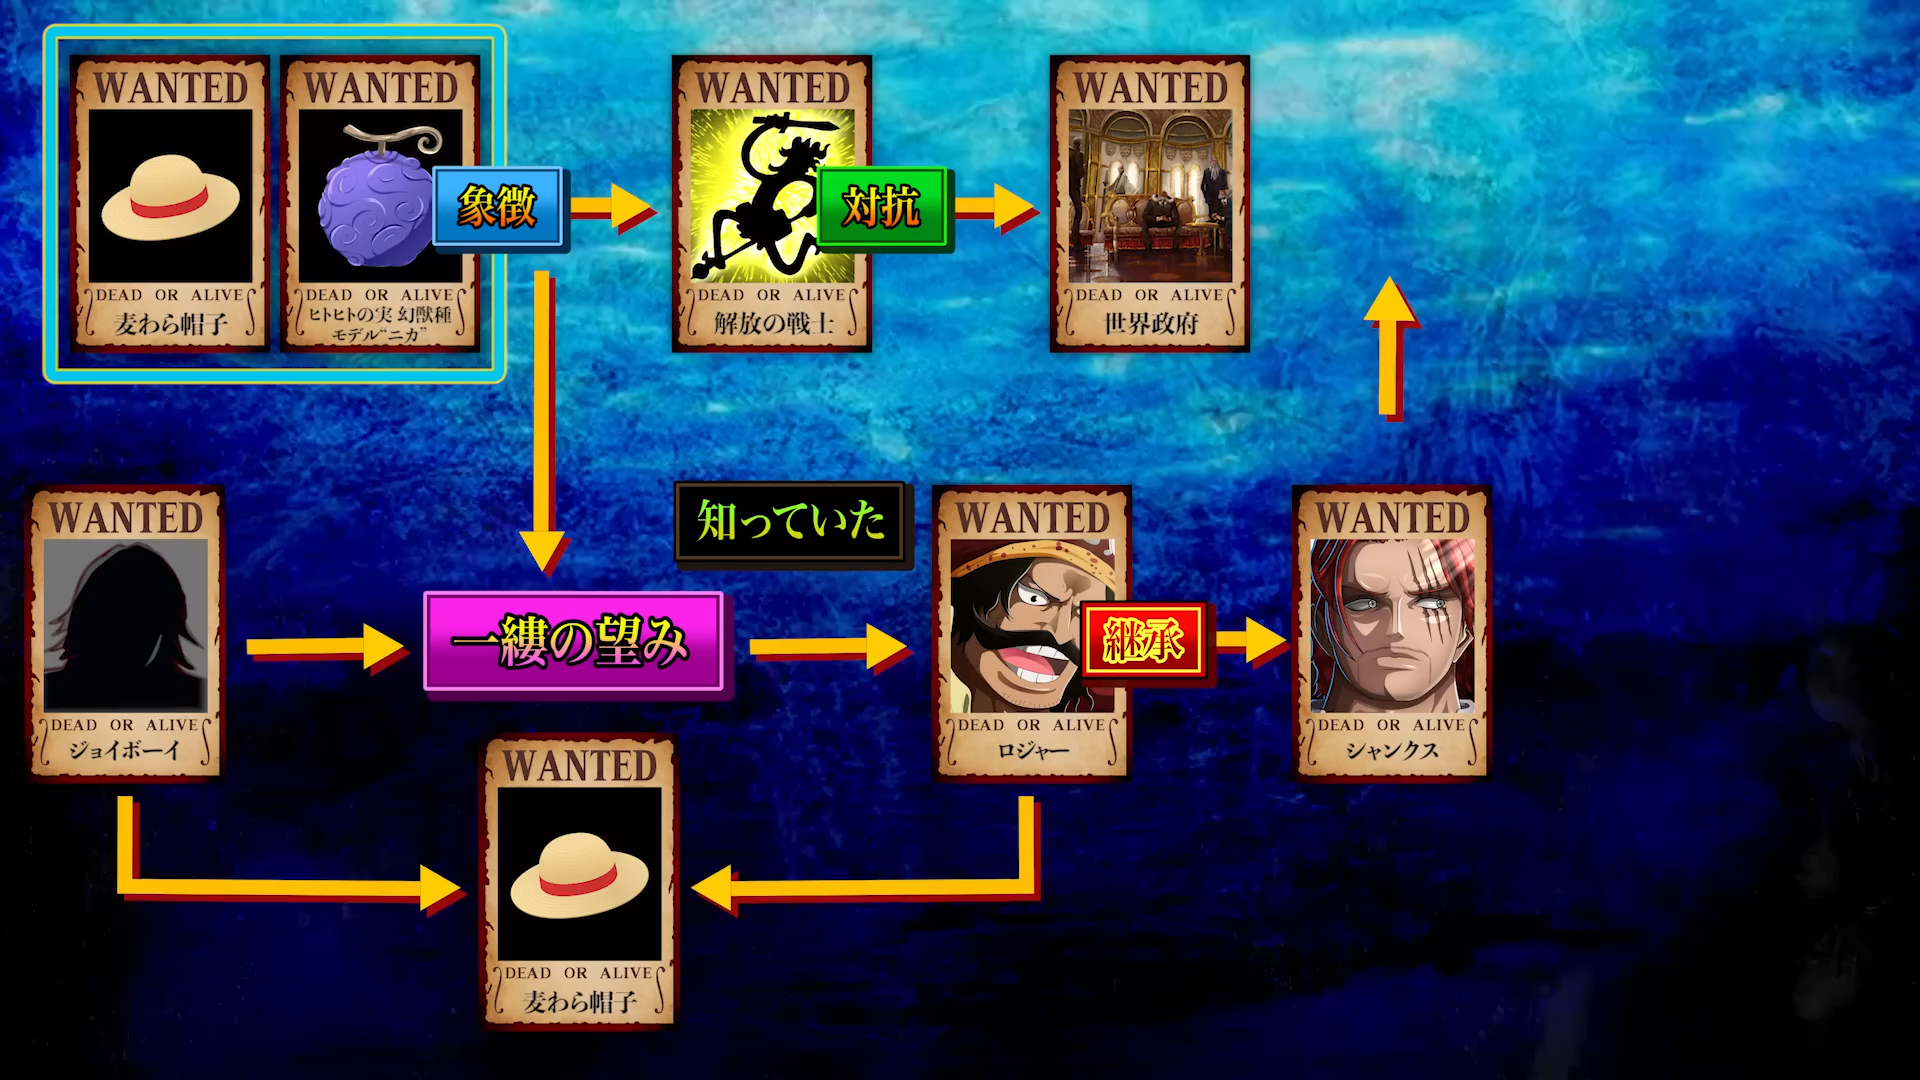 WANTED
DEAD OR ALIVE
麦わら帽子
WANTED
DEAD OR ALIVE
ヒトヒトの実 幻獣種
モデル“ニカ”
象徴
WANTED
DEAD OR ALIVE
解放の戦士
対抗
WANTED
DEAD OR ALIVE
世界政府
WANTED
DEAD OR ALIVE
ジョイボーイ
一縷の望み
知っていた
WANTED
DEAD OR ALIVE
ロジャー
継承
WANTED
DEAD OR ALIVE
シャンクス
WANTED
DEAD OR ALIVE
麦わら帽子